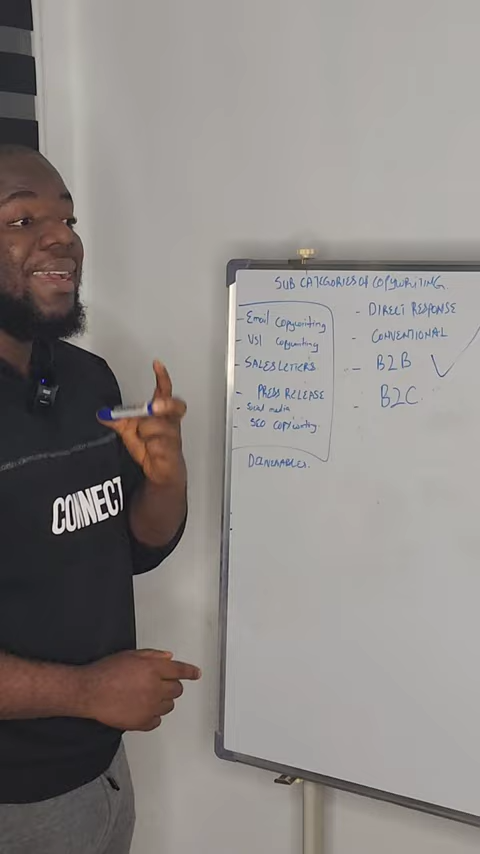 SUB CATEGORIES OF COPYWRITING
- Email Copywriting
- VSl Copywriting
- SALES LETTERS
- PRESS RELEASE
- Social media
- SEO Copywriting
- DIRECT RESPONSE
- CONVENTIONAL
- B2B
- B2C
CONNECT